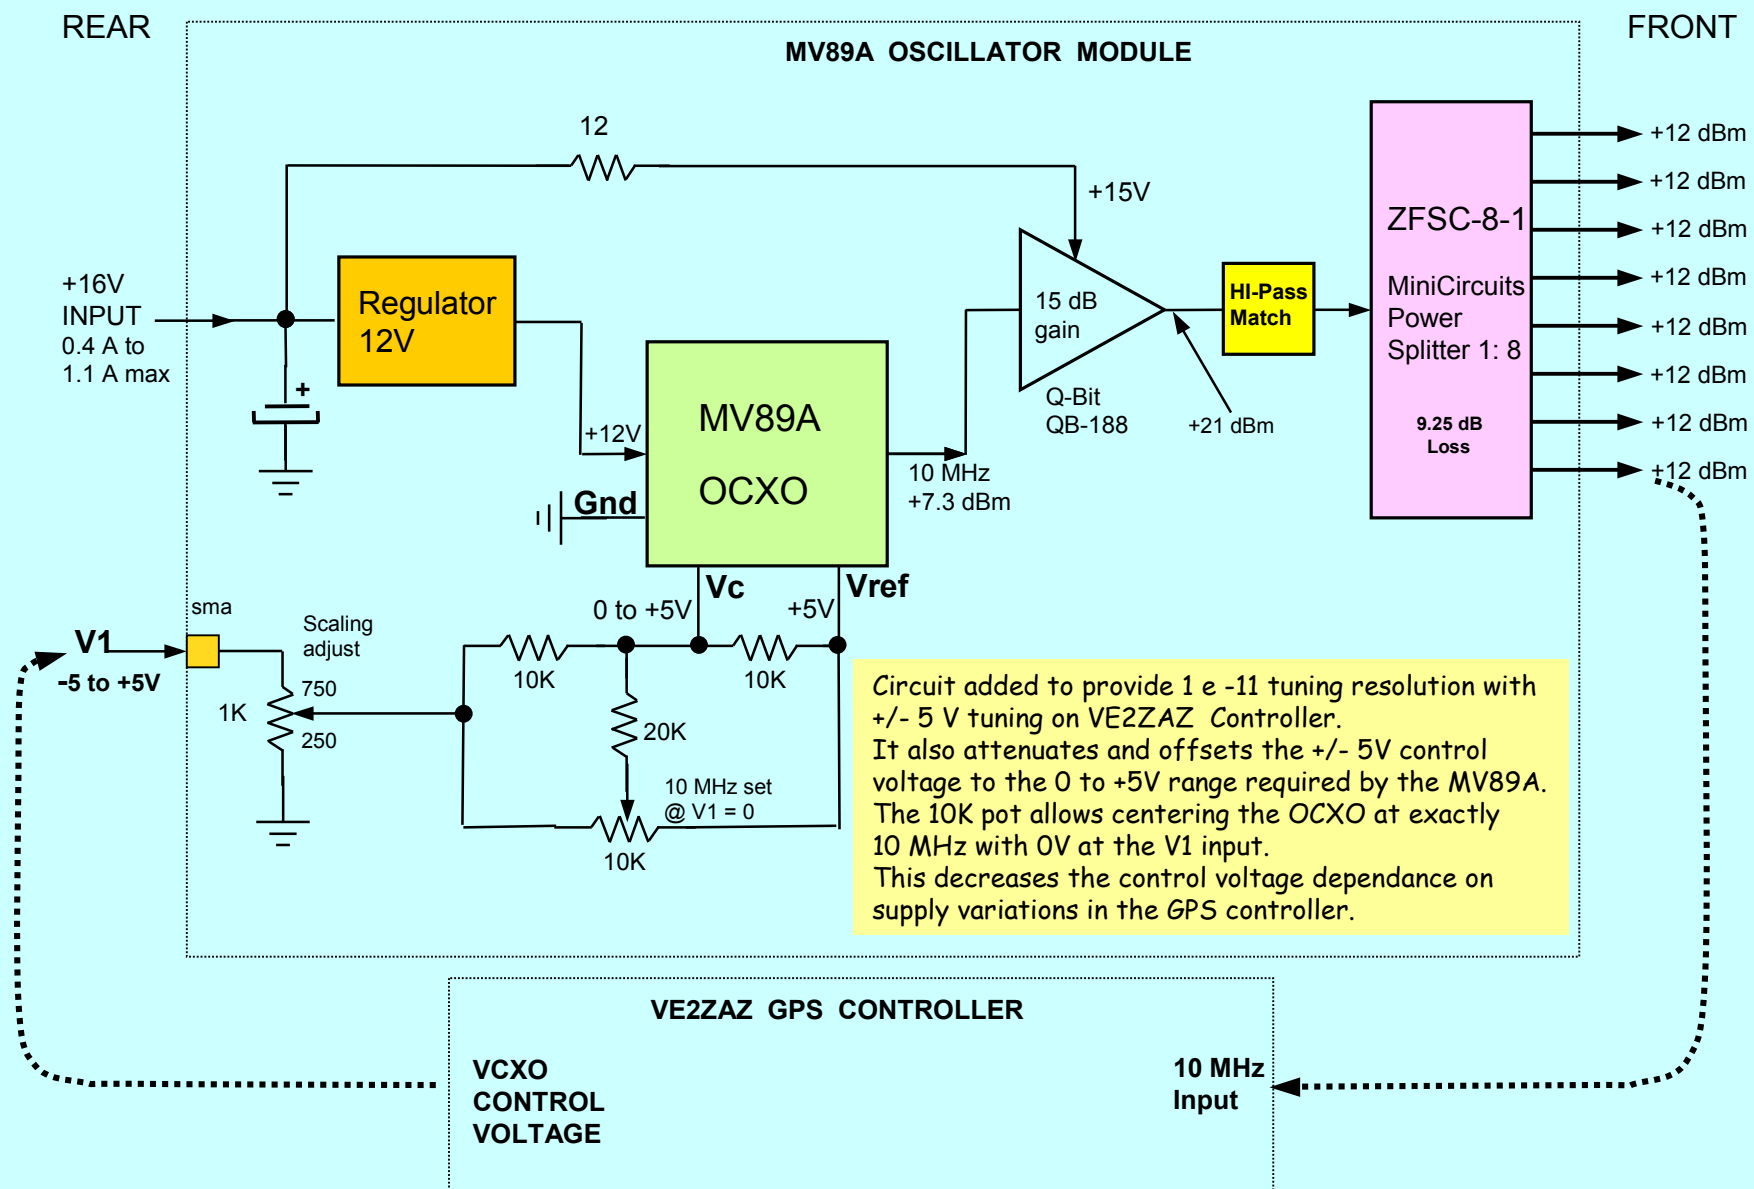 REAR
FRONT
MV89A OSCILLATOR MODULE
12
+15V
+16V
INPUT
0.4 A to
1.1 A max
+
Regulator
12V
+12V
MV89A
OCXO
Gnd
10 MHz
+7.3 dBm
15 dB
gain
Q-Bit
QB-188
+21 dBm
HI-Pass
Match
ZFSC-8-1
MiniCircuits
Power
Splitter 1: 8
9.25 dB
Loss
+12 dBm
+12 dBm
+12 dBm
+12 dBm
+12 dBm
+12 dBm
+12 dBm
+12 dBm
Vc
Vref
0 to +5V
+5V
sma
V1
-5 to +5V
Scaling
adjust
750
1K
250
10K
10K
20K
10 MHz set
@ V1 = 0
10K
Circuit added to provide 1 e -11 tuning resolution with
+/- 5 V tuning on VE2ZAZ Controller.
It also attenuates and offsets the +/- 5V control
voltage to the 0 to +5V range required by the MV89A.
The 10K pot allows centering the OCXO at exactly
10 MHz with 0V at the V1 input.
This decreases the control voltage dependance on
supply variations in the GPS controller.
VE2ZAZ GPS CONTROLLER
VCXO
CONTROL
VOLTAGE
10 MHz
Input